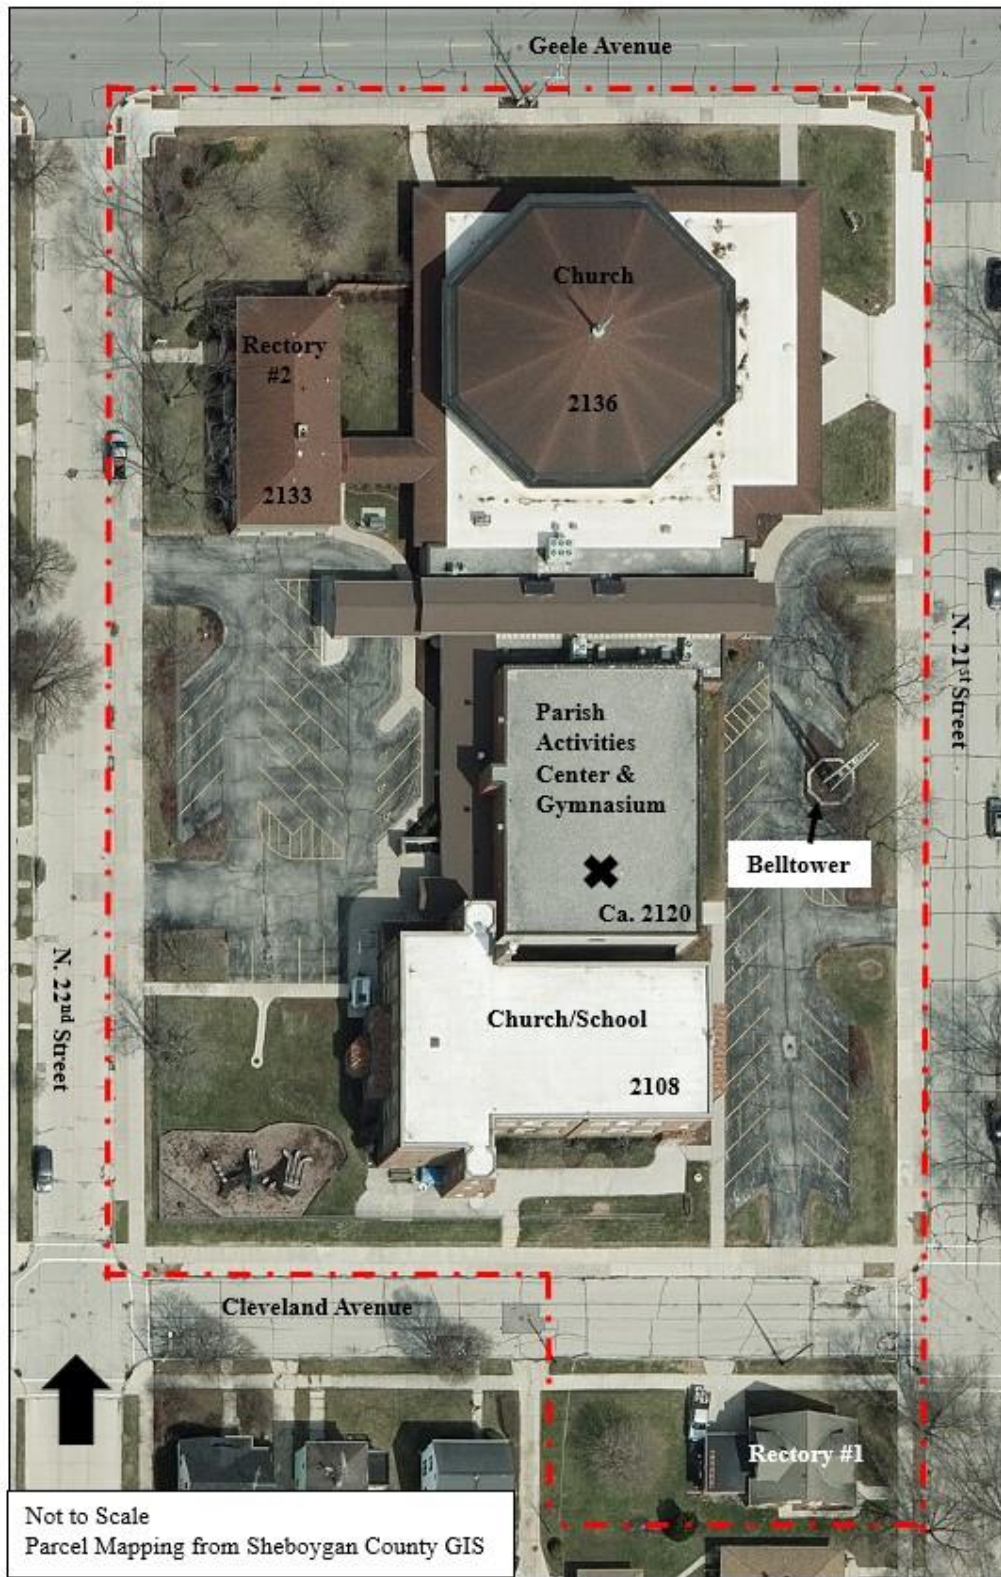 Geele Avenue
Church
Rectory
#2
2136
2133
N. 21st Street
Parish
Activities
Center &
Gymnasium
Belltower
Ca. 2120
N. 22nd Street
Church/School
2108
Cleveland Avenue
Rectory #1
Not to Scale
Parcel Mapping from Sheboygan County GIS